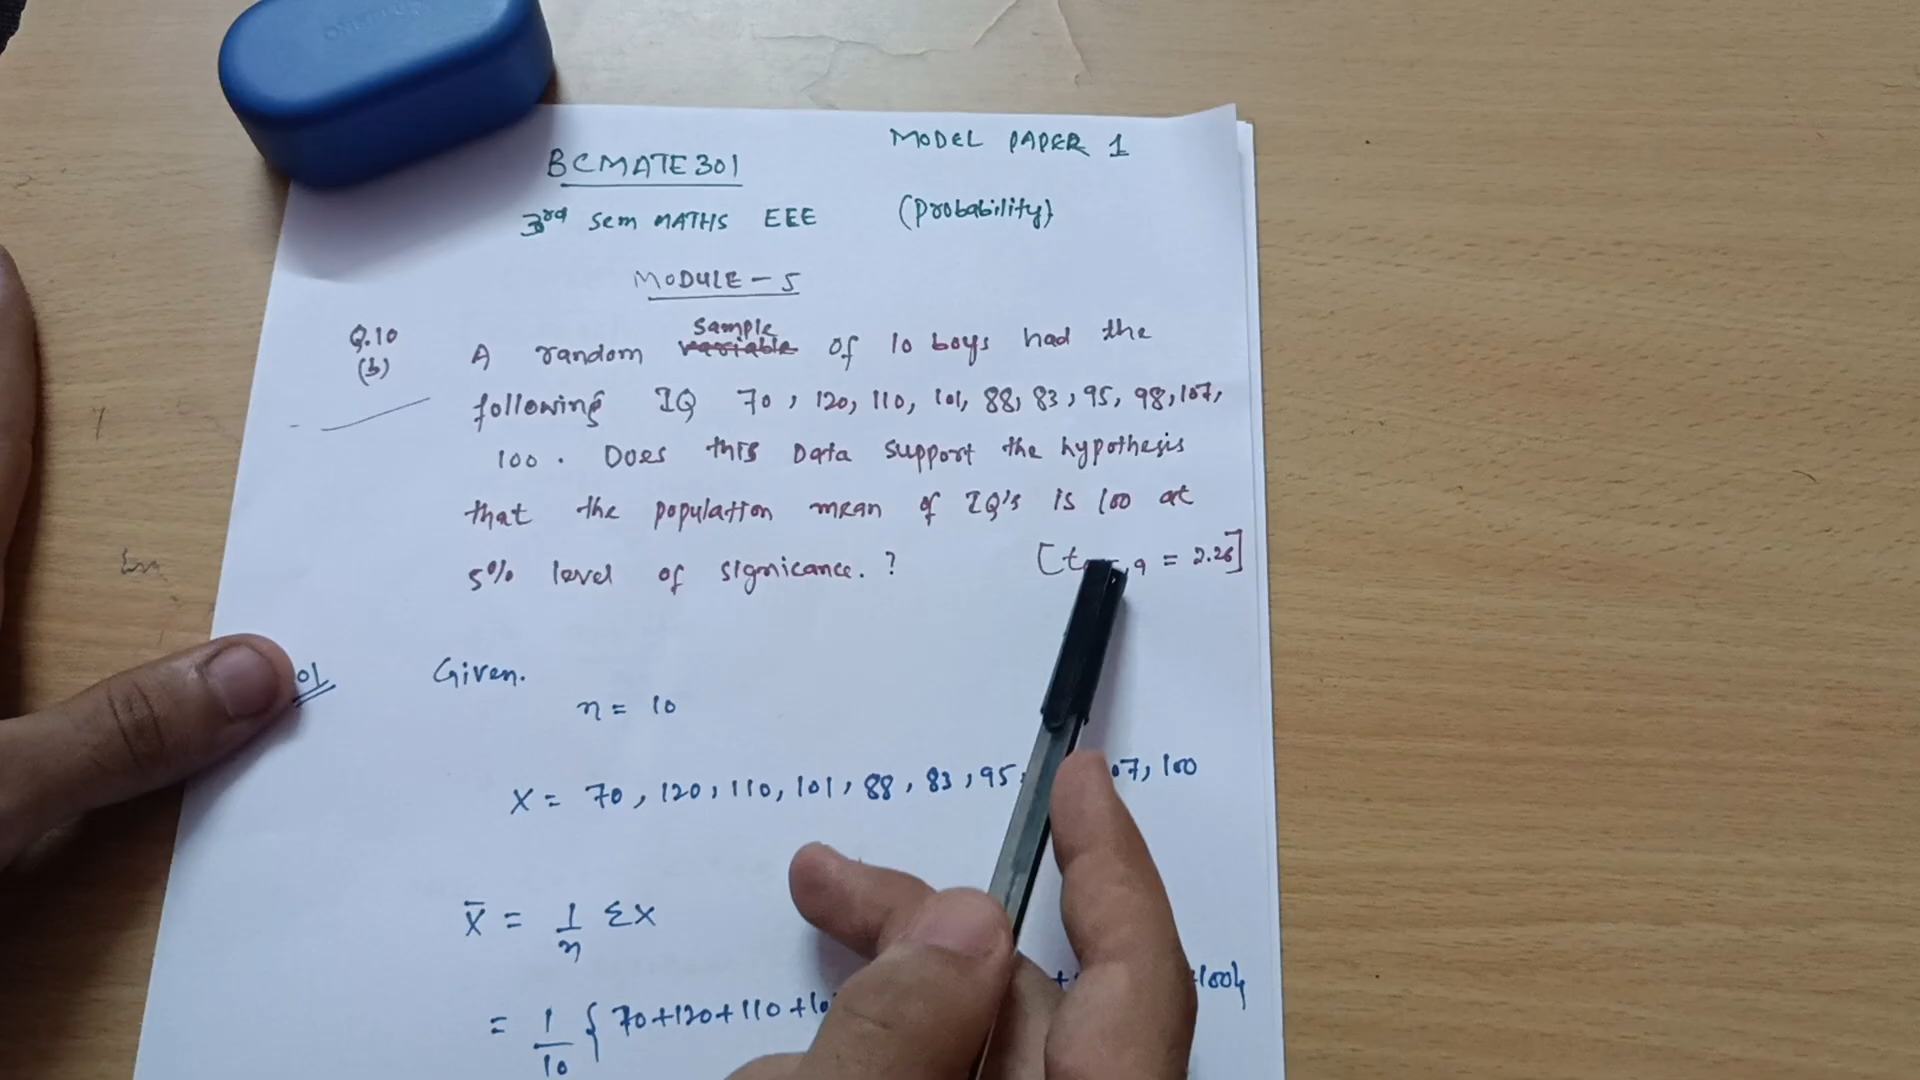 MODEL PAPER 1
BCMATE301
3rd sem MATHS EEE (Probability)
MODULE - 5
Q.10
(b)
sample
A random variable of 10 boys had the
following IQ 70, 120, 110, 101, 88, 83, 95, 98, 107,
100. Does this Data support the hypothesis
that the population mean of IQ's is 100 at
5% level of signicance. ? [t , 9 = 2.26]
Given.
n = 10
X = 70, 120, 110, 101, 88, 83, 95, 07, 100
X̄ = 1/n ΣX
= 1/10 { 70+120+110+10 +100}